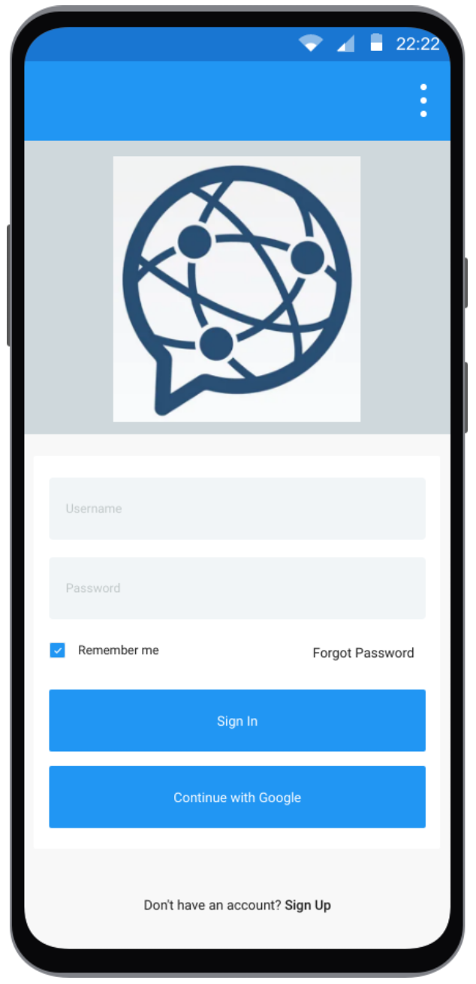 22:22
Username
Password
Remember me
Forgot Password
Sign In
Continue with Google
Don't have an account? Sign Up